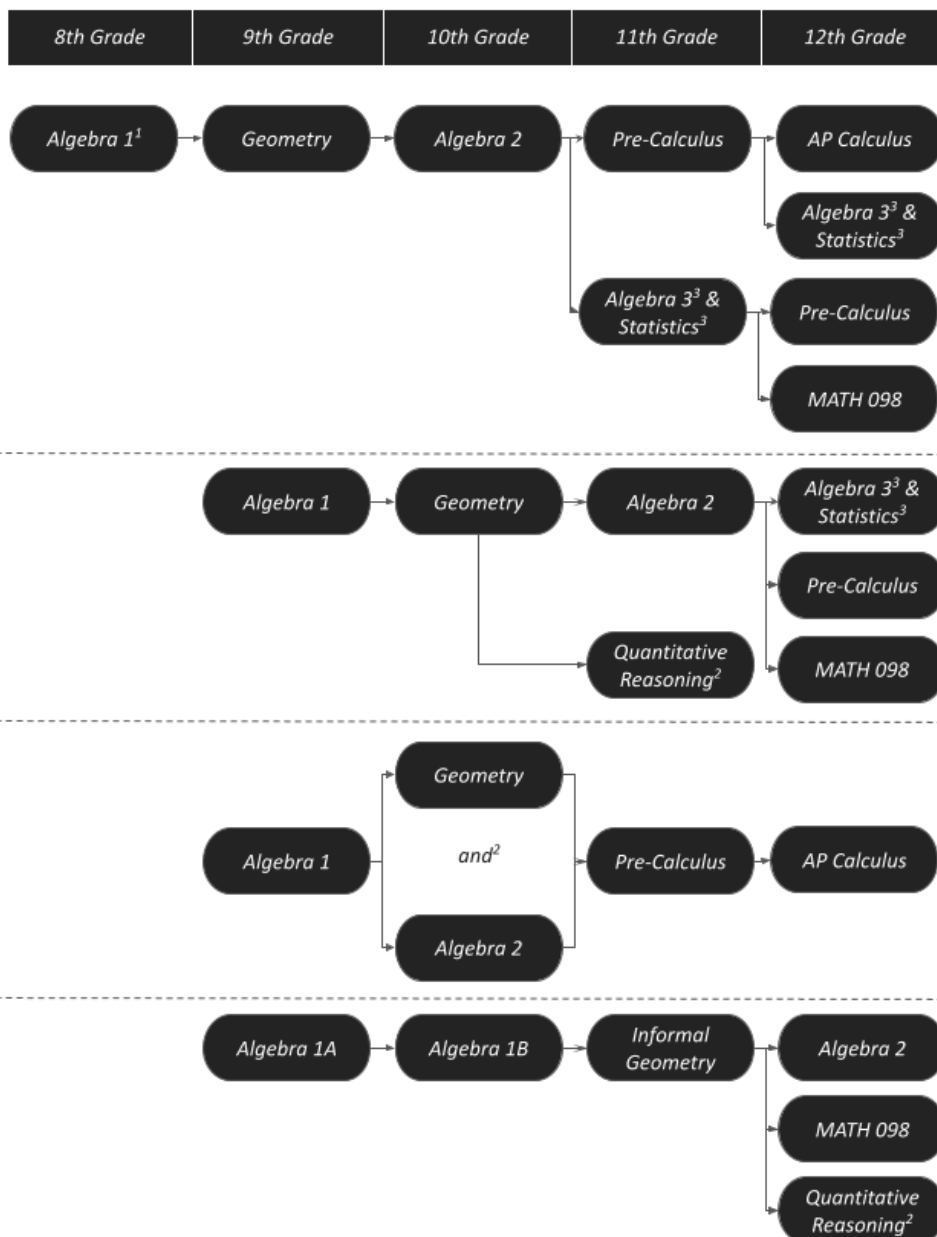 8th Grade 9th Grade 10th Grade 11th Grade 12th Grade
Algebra 1¹ Geometry Algebra 2 Pre-Calculus AP Calculus
Algebra 3³ &
Statistics³
Algebra 3³ &
Statistics³
Pre-Calculus
MATH 098
Algebra 1 Geometry Algebra 2 Algebra 3³ &
Statistics³
Pre-Calculus
Quantitative
Reasoning²
MATH 098
Geometry
Algebra 1 and² Pre-Calculus AP Calculus
Algebra 2
Algebra 1A Algebra 1B Informal
Geometry
Algebra 2
MATH 098
Quantitative
Reasoning²